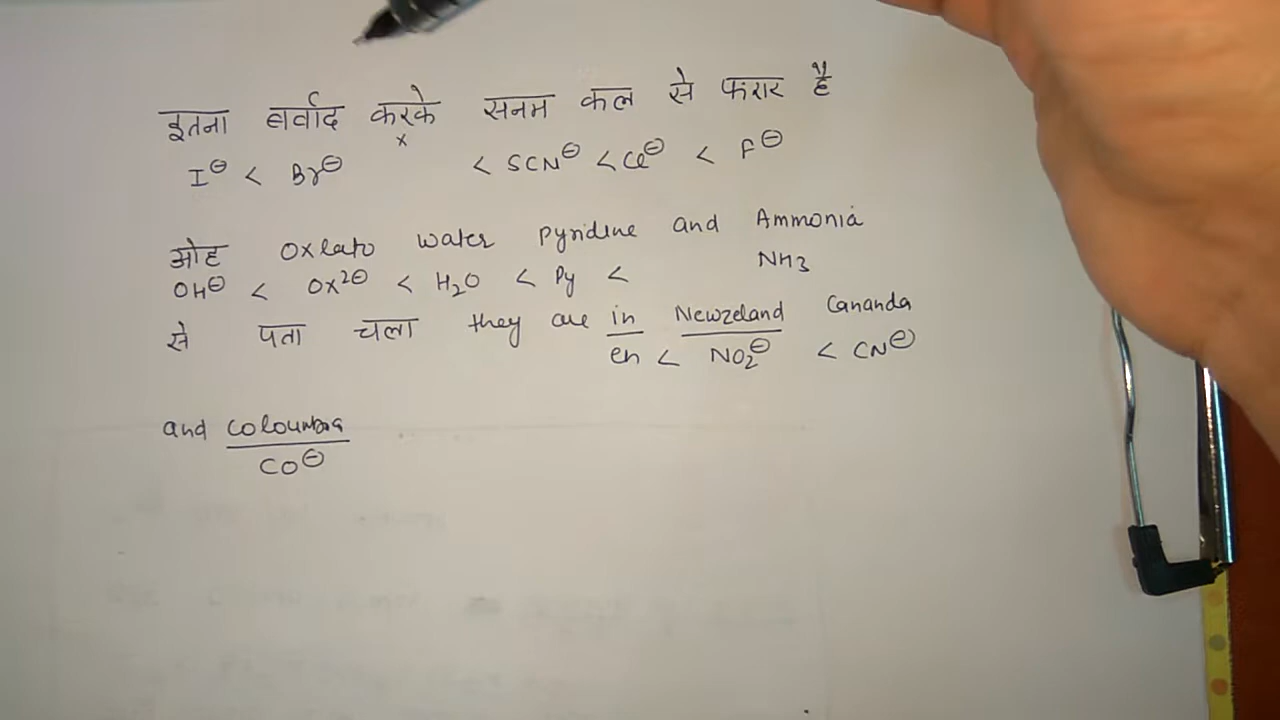 इतना बर्वाद करके सनम कल से फरार है
x
I⊖ < Br⊖ < SCN⊖ < Cl⊖ < F⊖
ओह Oxlato water Pyridine and Ammonia
OH⊖ < OX2⊖ < H2O < Py < NH3
से पता चला they are in Newzeland Cananda
en < NO2⊖ < CN⊖
and Coloumbia
CO⊖